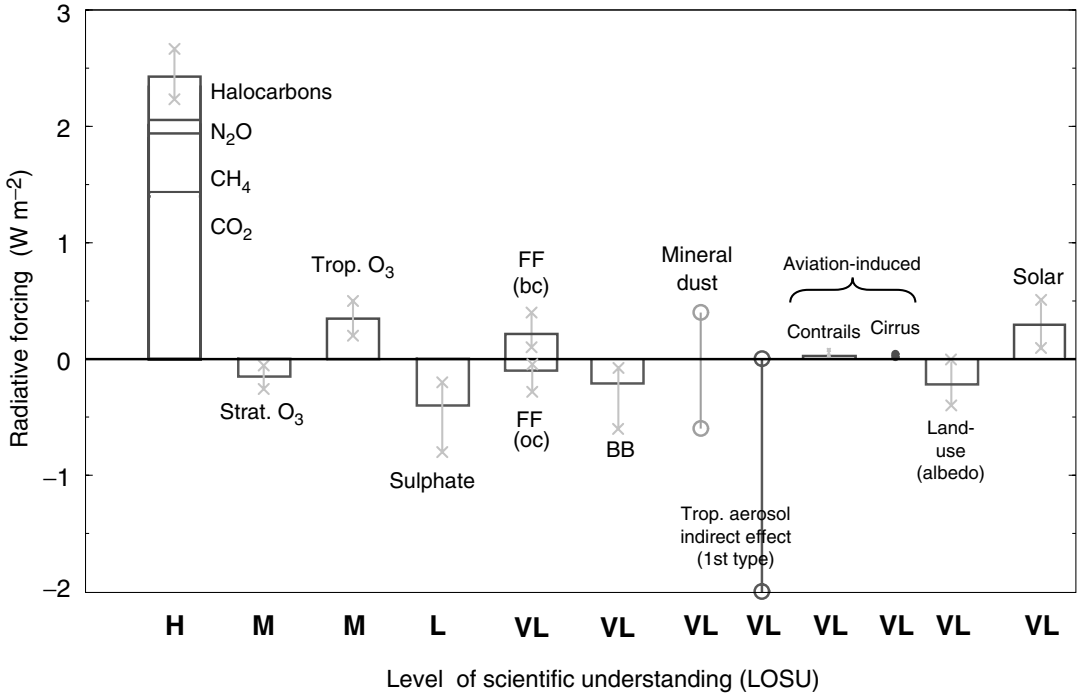 3
2
1
0
−1
−2
Radiative forcing (W m−2)
Halocarbons
N2O
CH4
CO2
Strat. O3
Trop. O3
Sulphate
FF
(bc)
FF
(oc)
BB
Mineral
dust
Trop. aerosol
indirect effect
(1st type)
Aviation-induced
Contrails
Cirrus
Land-
use
(albedo)
Solar
H M M L VL VL VL VL VL VL VL VL
Level of scientific understanding (LOSU)